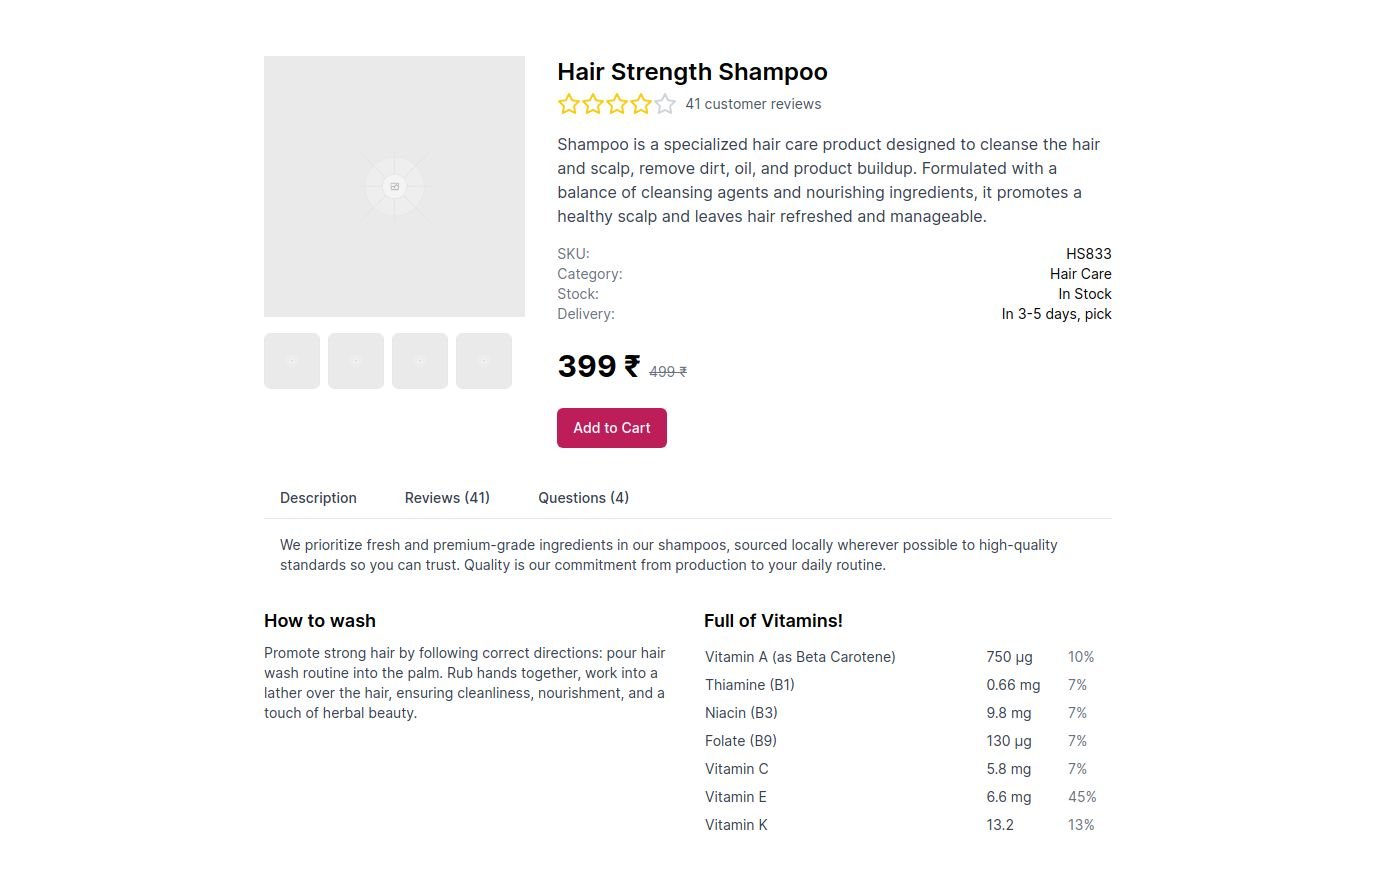 Hair Strength Shampoo
41 customer reviews
Shampoo is a specialized hair care product designed to cleanse the hair
and scalp, remove dirt, oil, and product buildup. Formulated with a
balance of cleansing agents and nourishing ingredients, it promotes a
healthy scalp and leaves hair refreshed and manageable.
SKU: HS833
Category: Hair Care
Stock: In Stock
Delivery: In 3-5 days, pick
399 ₹ 499 ₹
Add to Cart
Description Reviews (41) Questions (4)
We prioritize fresh and premium-grade ingredients in our shampoos, sourced locally wherever possible to high-quality
standards so you can trust. Quality is our commitment from production to your daily routine.
How to wash
Promote strong hair by following correct directions: pour hair
wash routine into the palm. Rub hands together, work into a
lather over the hair, ensuring cleanliness, nourishment, and a
touch of herbal beauty.
Full of Vitamins!
Vitamin A (as Beta Carotene) 750 µg 10%
Thiamine (B1) 0.66 mg 7%
Niacin (B3) 9.8 mg 7%
Folate (B9) 130 µg 7%
Vitamin C 5.8 mg 7%
Vitamin E 6.6 mg 45%
Vitamin K 13.2 13%